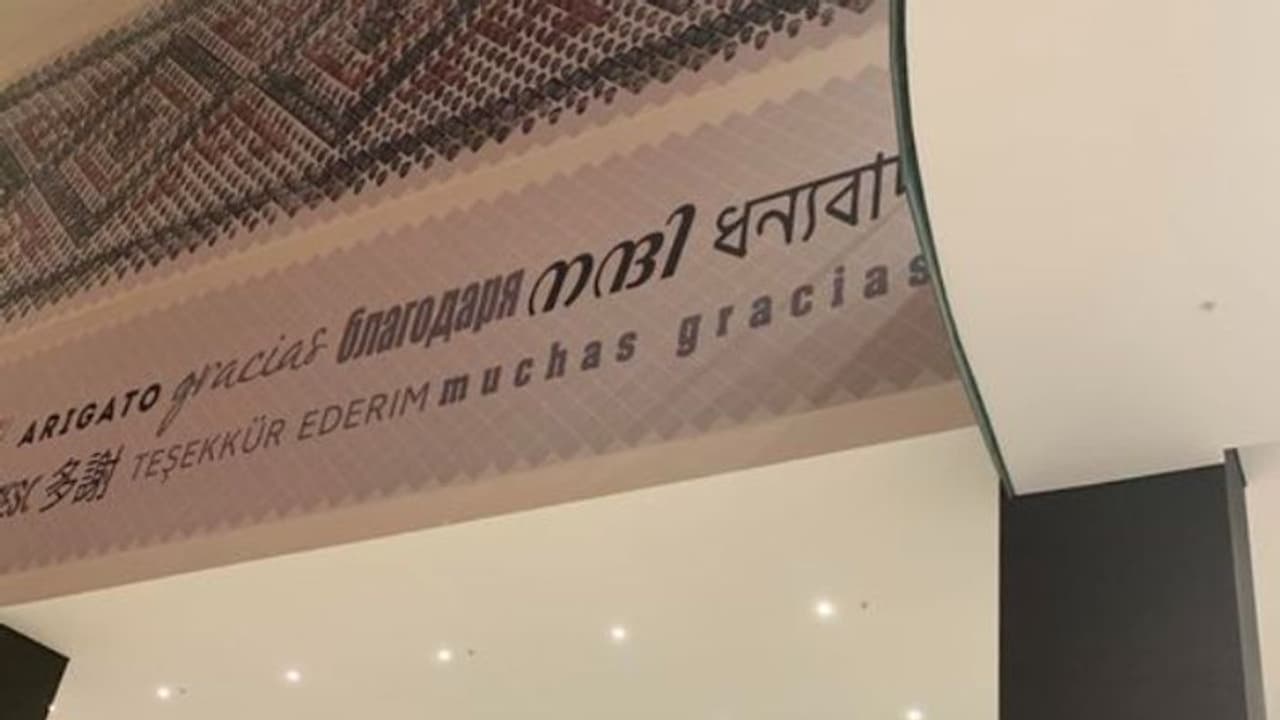 ARIGATO gracias благодаря നന്ദി ধন্যবাদ
多謝 TEŞEKKÜR EDERIM muchas gracias